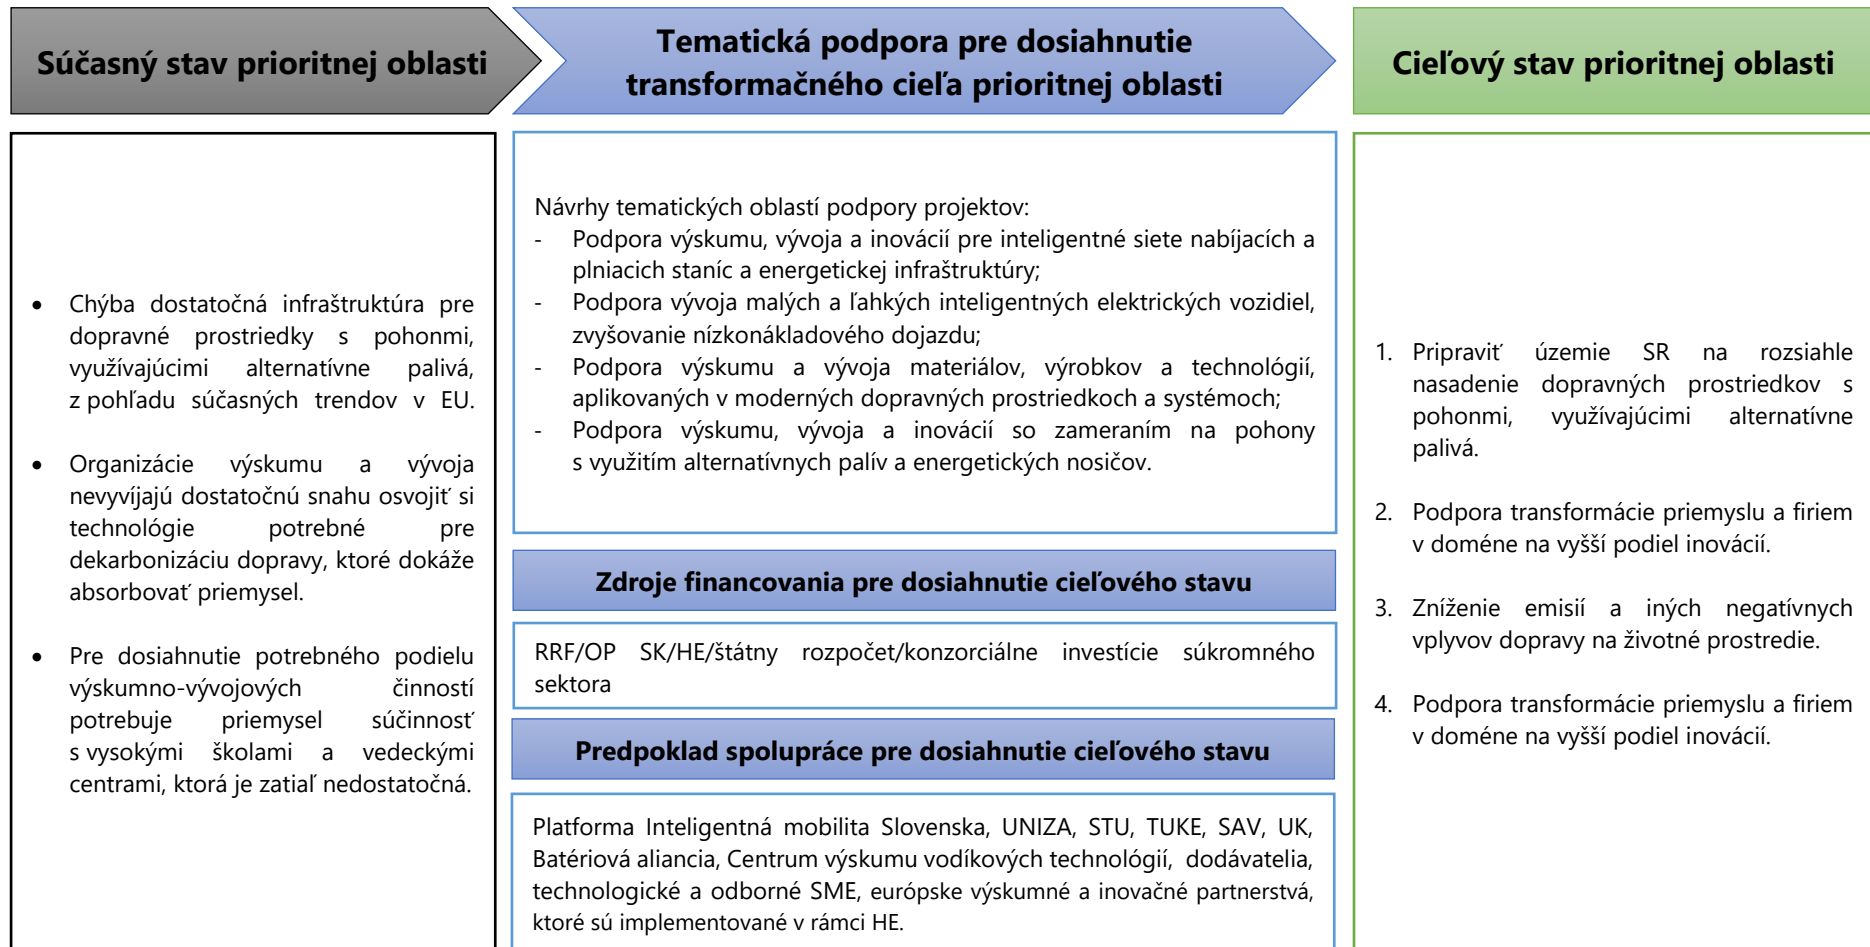 Súčasný stav prioritnej oblasti
Tematická podpora pre dosiahnutie
transformačného cieľa prioritnej oblasti
Cieľový stav prioritnej oblasti
• Chýba dostatočná infraštruktúra pre
dopravné prostriedky s pohonmi,
využívajúcimi alternatívne palivá,
z pohľadu súčasných trendov v EU.
• Organizácie výskumu a vývoja
nevyvíjajú dostatočnú snahu osvojiť si
technológie potrebné pre
dekarbonizáciu dopravy, ktoré dokáže
absorbovať priemysel.
• Pre dosiahnutie potrebného podielu
výskumno-vývojových činností
potrebuje priemysel súčinnosť
s vysokými školami a vedeckými
centrami, ktorá je zatiaľ nedostatočná.
Návrhy tematických oblastí podpory projektov:
- Podpora výskumu, vývoja a inovácií pre inteligentné siete nabíjacích a
plniacich staníc a energetickej infraštruktúry;
- Podpora vývoja malých a ľahkých inteligentných elektrických vozidiel,
zvyšovanie nízkonákladového dojazdu;
- Podpora výskumu a vývoja materiálov, výrobkov a technológií,
aplikovaných v moderných dopravných prostriedkoch a systémoch;
- Podpora výskumu, vývoja a inovácií so zameraním na pohony
s využitím alternatívnych palív a energetických nosičov.
Zdroje financovania pre dosiahnutie cieľového stavu
RRF/OP SK/HE/štátny rozpočet/konzorciálne investície súkromného
sektora
Predpoklad spolupráce pre dosiahnutie cieľového stavu
Platforma Inteligentná mobilita Slovenska, UNIZA, STU, TUKE, SAV, UK,
Batériová aliancia, Centrum výskumu vodíkových technológií, dodávatelia,
technologické a odborné SME, európske výskumné a inovačné partnerstvá,
ktoré sú implementované v rámci HE.
1. Pripraviť územie SR na rozsiahle
nasadenie dopravných prostriedkov s
pohonmi, využívajúcimi alternatívne
palivá.
2. Podpora transformácie priemyslu a firiem
v doméne na vyšší podiel inovácií.
3. Zníženie emisií a iných negatívnych
vplyvov dopravy na životné prostredie.
4. Podpora transformácie priemyslu a firiem
v doméne na vyšší podiel inovácií.